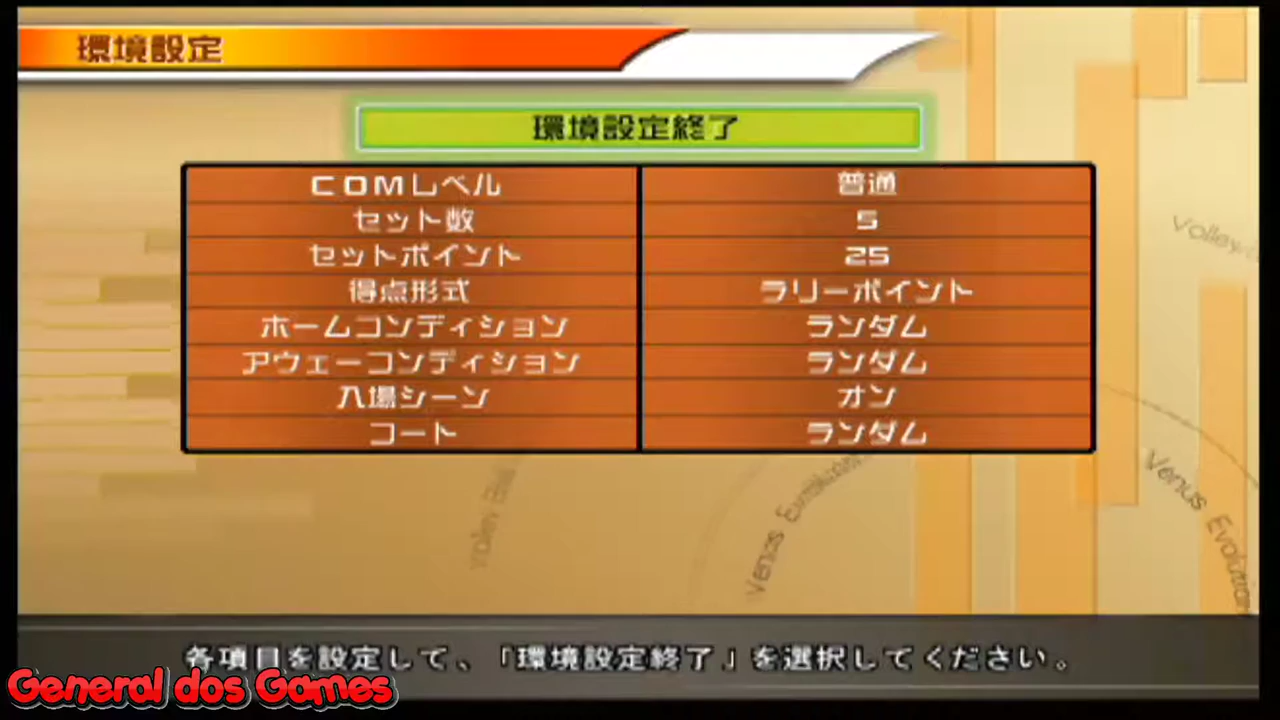 環境設定
環境設定終了
COMレベル 普通
セット数 5
セットポイント 25
得点形式 ラリーポイント
ホームコンディション ランダム
アウェーコンディション ランダム
入場シーン オン
コート ランダム
Volley
Venus Evolution
Venus Evolution
各項目を設定して、「環境設定終了」を選択してください。
General dos Games